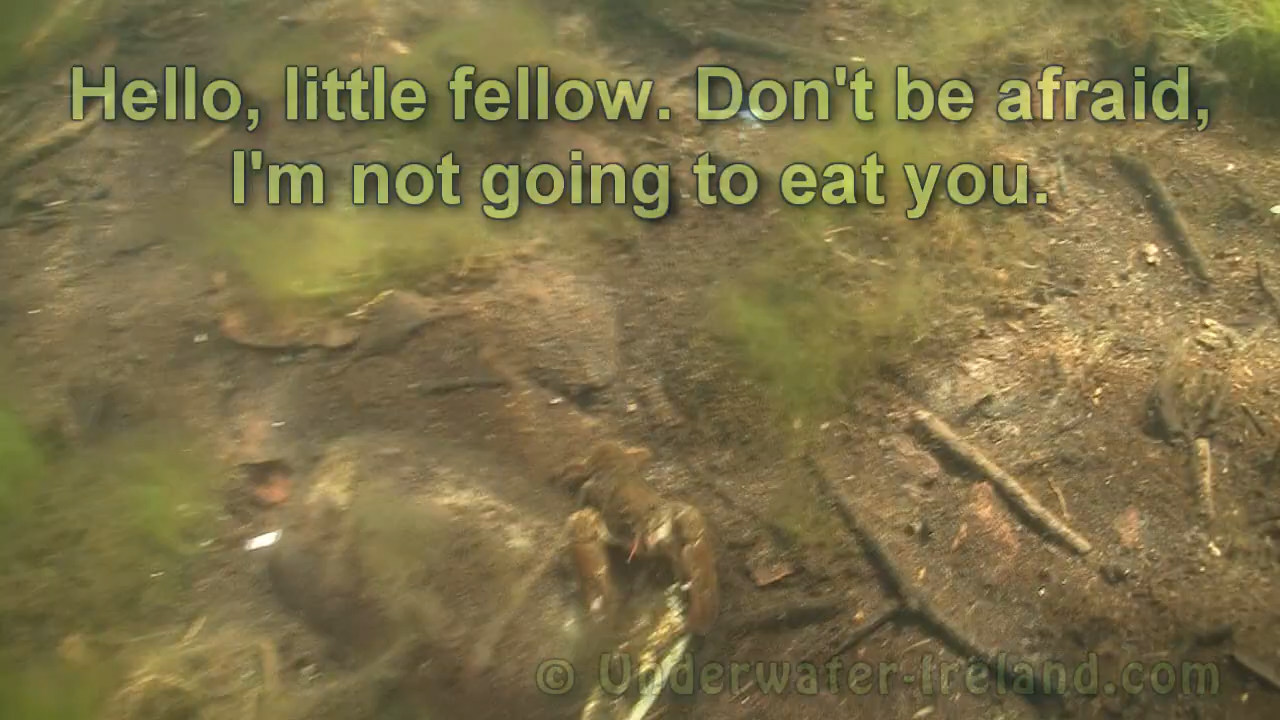 Hello, little fellow. Don't be afraid,
I'm not going to eat you.
© Underwater-Ireland.com